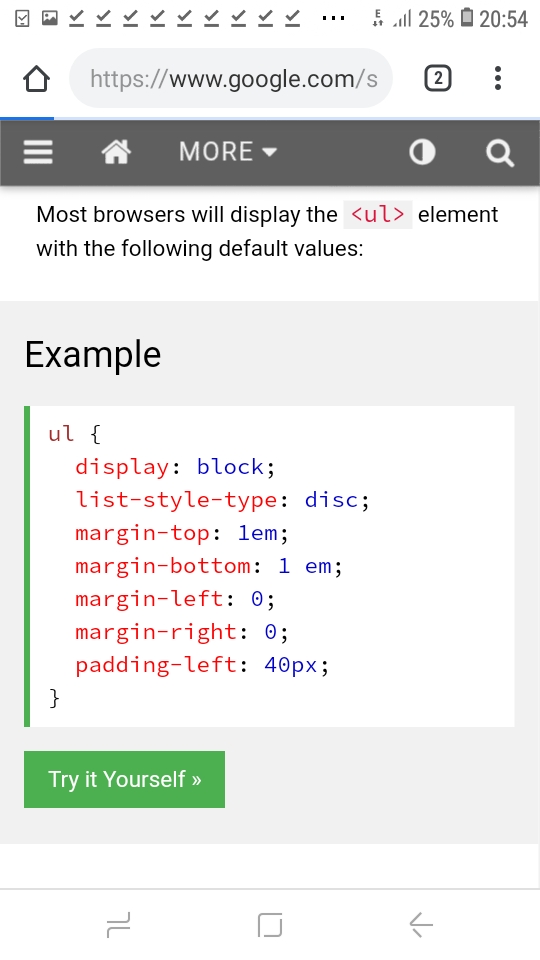 E 25% 20:54
https://www.google.com/s 2
MORE
Most browsers will display the <ul> element
with the following default values:
Example
ul {
  display: block;
  list-style-type: disc;
  margin-top: 1em;
  margin-bottom: 1 em;
  margin-left: 0;
  margin-right: 0;
  padding-left: 40px;
}
Try it Yourself »